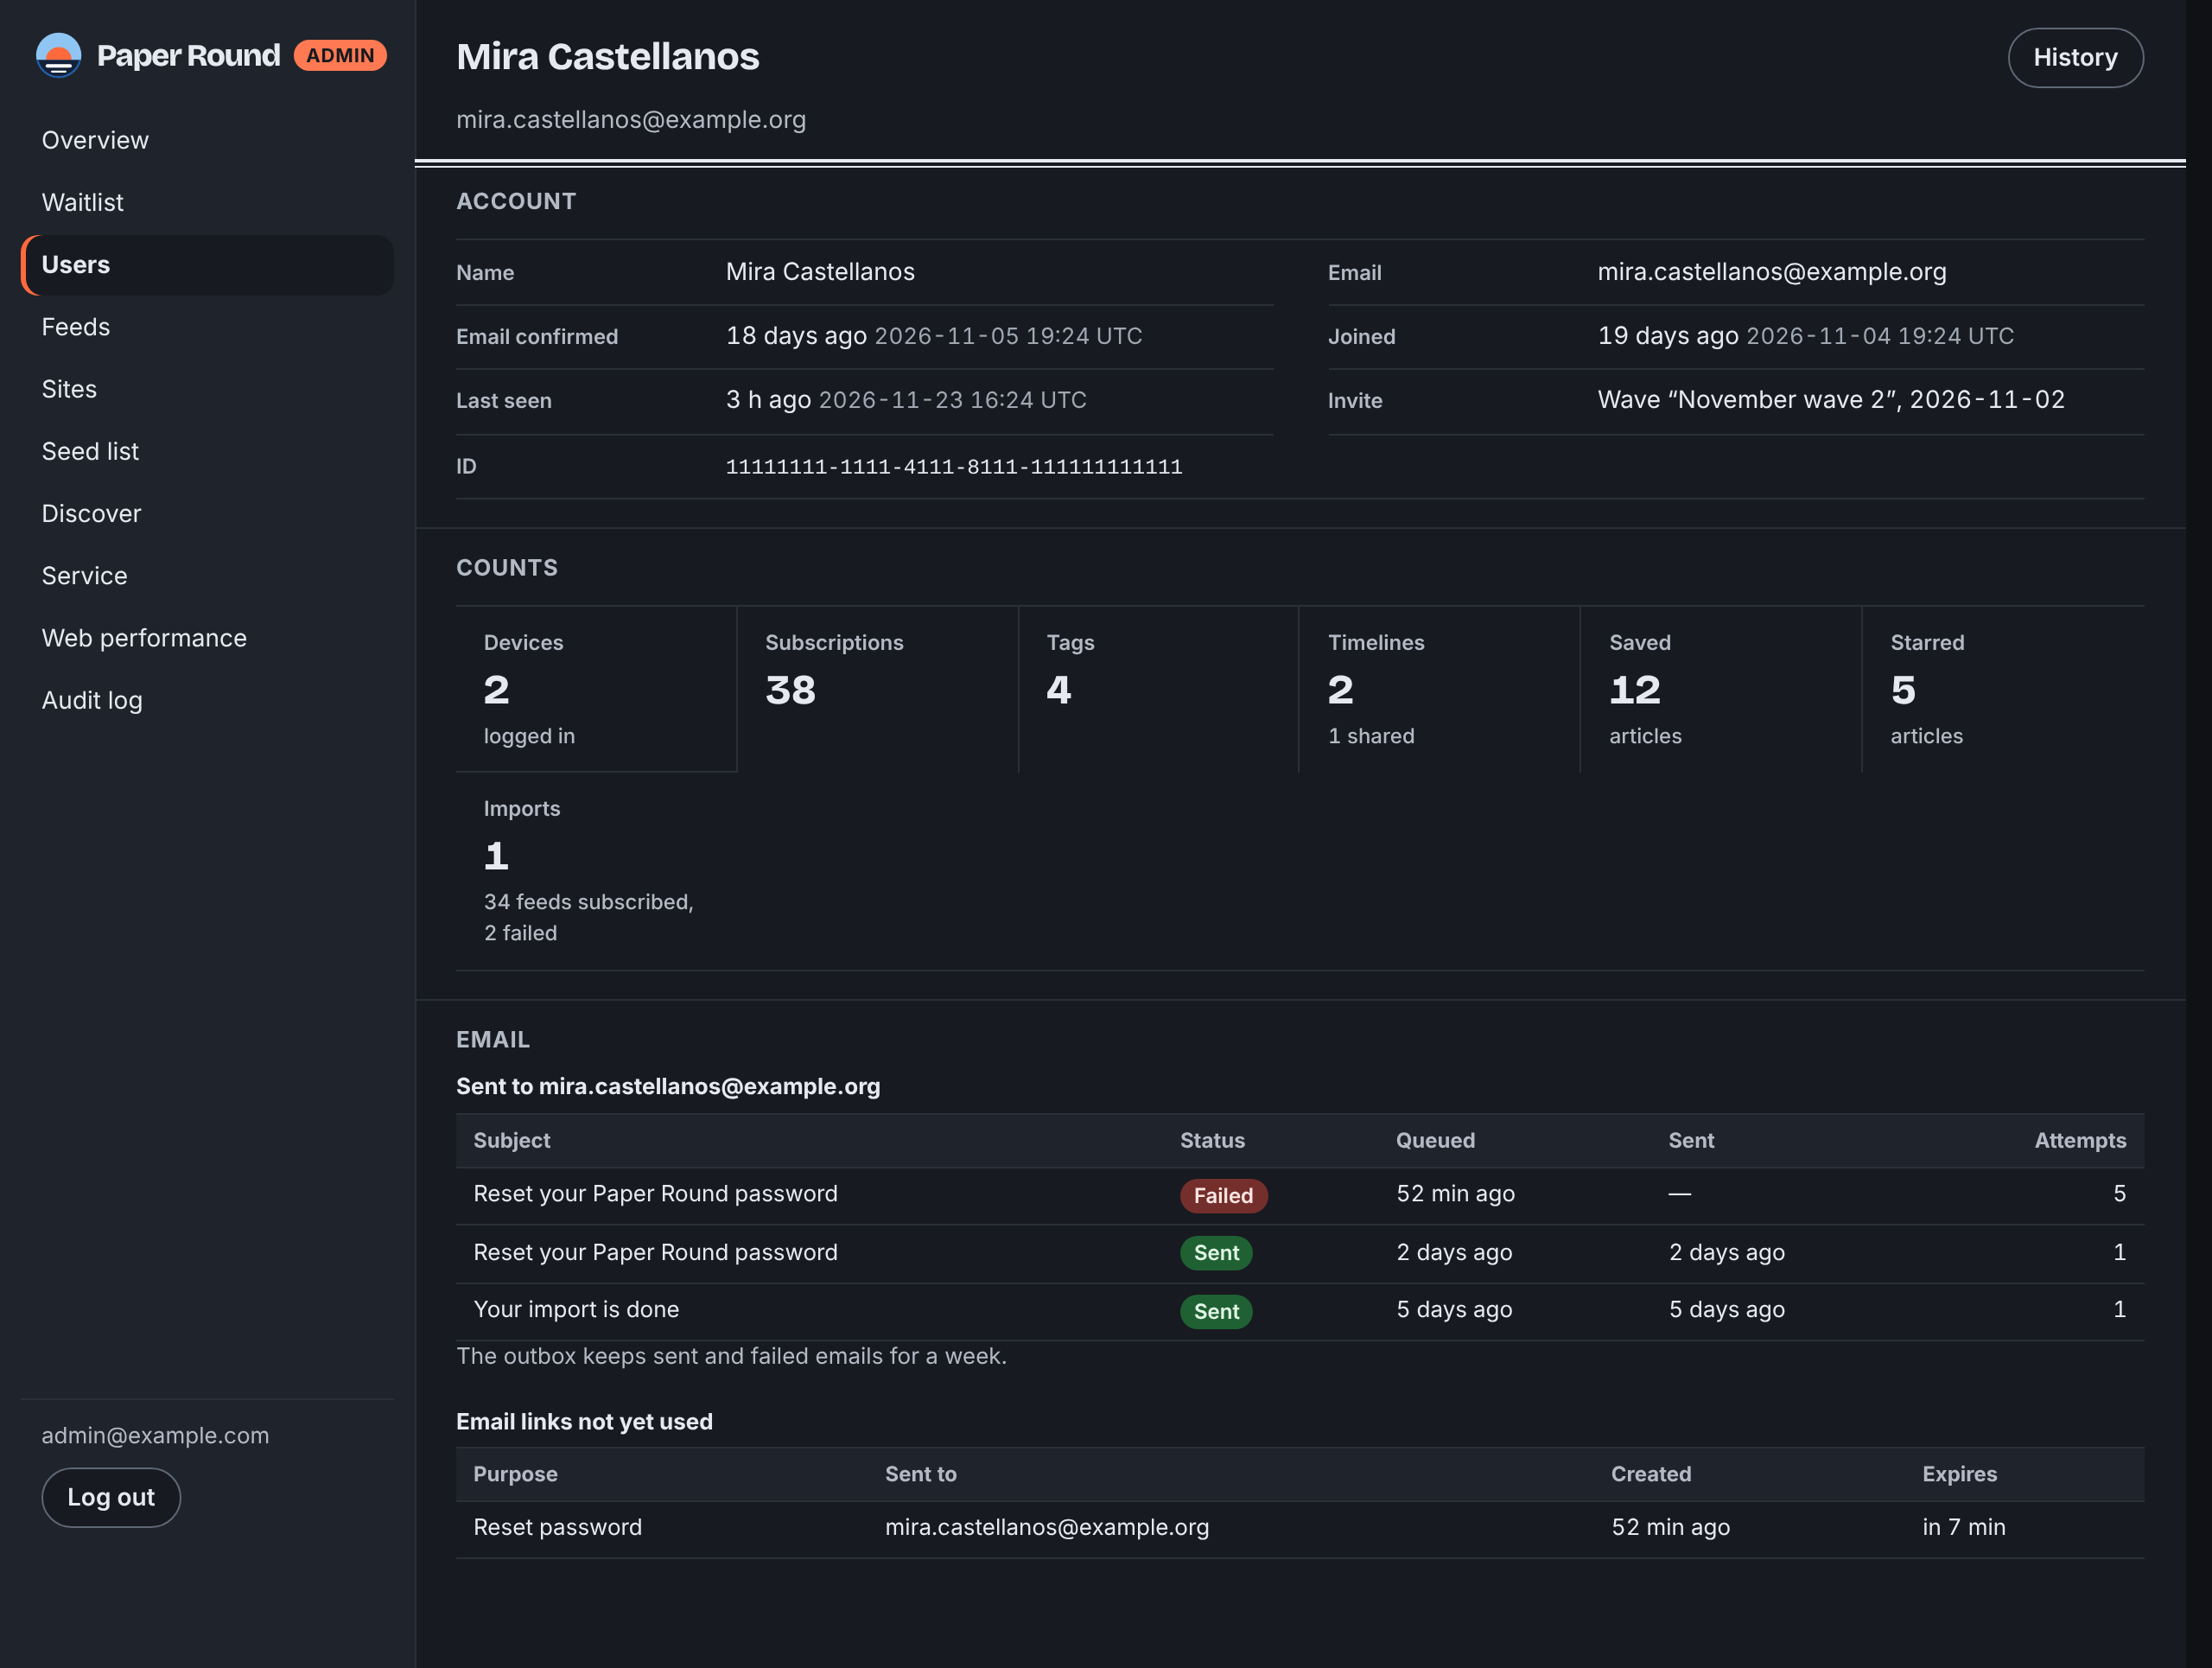 Paper Round ADMIN
Overview
Waitlist
Users
Feeds
Sites
Seed list
Discover
Service
Web performance
Audit log
admin@example.com
Log out
Mira Castellanos
History
mira.castellanos@example.org
ACCOUNT
Name Mira Castellanos Email mira.castellanos@example.org
Email confirmed 18 days ago 2026-11-05 19:24 UTC Joined 19 days ago 2026-11-04 19:24 UTC
Last seen 3 h ago 2026-11-23 16:24 UTC Invite Wave “November wave 2”, 2026-11-02
ID 11111111-1111-4111-8111-111111111111
COUNTS
Devices Subscriptions Tags Timelines Saved Starred
2 38 4 2 12 5
logged in 1 shared articles articles
Imports
1
34 feeds subscribed,
2 failed
EMAIL
Sent to mira.castellanos@example.org
Subject Status Queued Sent Attempts
Reset your Paper Round password Failed 52 min ago — 5
Reset your Paper Round password Sent 2 days ago 2 days ago 1
Your import is done Sent 5 days ago 5 days ago 1
The outbox keeps sent and failed emails for a week.
Email links not yet used
Purpose Sent to Created Expires
Reset password mira.castellanos@example.org 52 min ago in 7 min